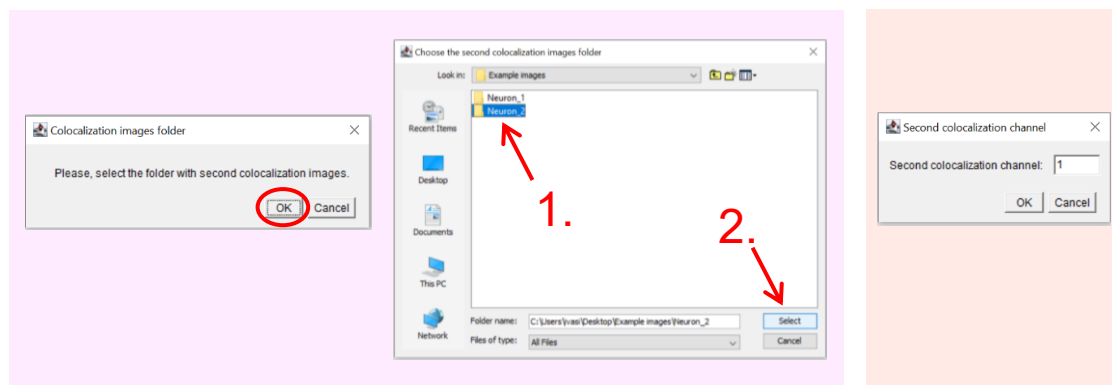 Colocalization images folder
Please, select the folder with second colocalization images.
OK Cancel
Choose the second colocalization images folder
Look in: Example images
Neuron_1
Neuron_2
Recent Items
Desktop
Documents
This PC
Network
1.
2.
Folder name: C:\Users\jvasi\Desktop\Example images\Neuron_2 Select
Files of type: All Files Cancel
Second colocalization channel
Second colocalization channel: 1
OK Cancel